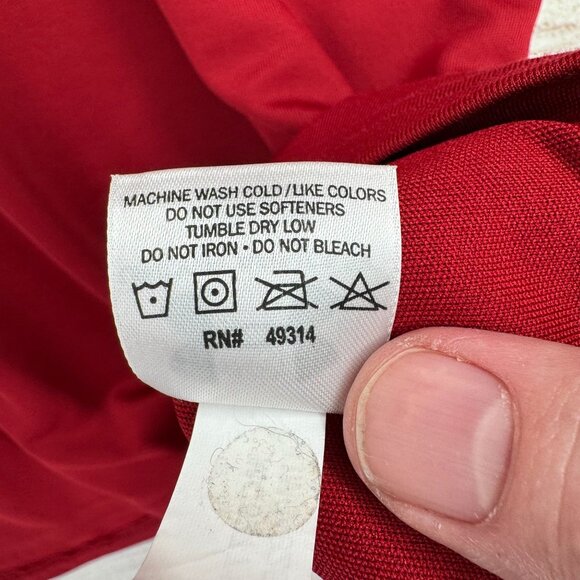 MACHINE WASH COLD/LIKE COLORS
DO NOT USE SOFTENERS
TUMBLE DRY LOW
DO NOT IRON • DO NOT BLEACH
RN# 49314